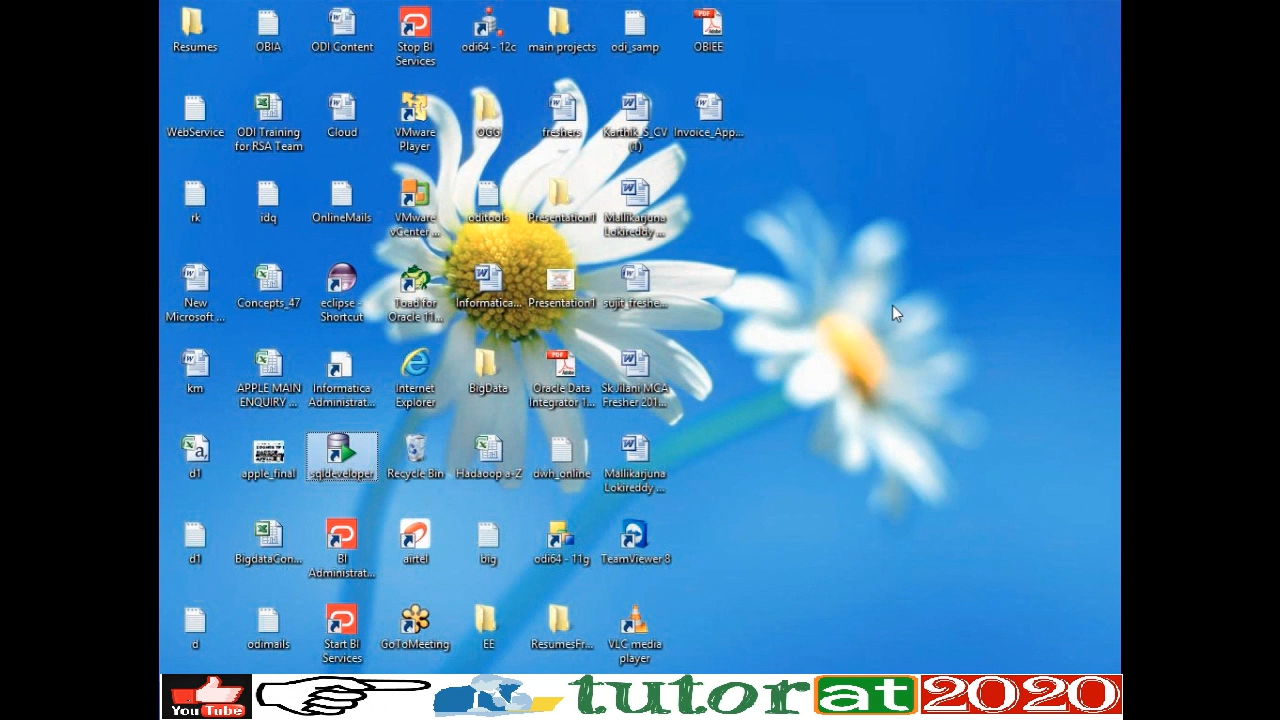 Resumes
OBIA
ODI Content
Stop BI
Services
odi64 - 12c
main projects
odi_samp
OBIEE
WebService
ODI Training
for RSA Team
Cloud
VMware
Player
OGG
freshers
Karthik_S_CV
(1)
Invoice_App...
rk
idq
OnlineMails
VMware
vCenter ...
oditools
Presentation1
Mallikarjuna
Lokireddy ...
New
Microsoft ...
Concepts_47
eclipse -
Shortcut
Toad for
Oracle 11...
Informatica...
Presentation1
sujit_freshe...
km
APPLE MAIN
ENQUIRY ...
Informatica
Administrat...
Internet
Explorer
BigData
Oracle Data
Integrator 1...
Sk Jilani MCA
Fresher 201...
d1
apple_final
sqldeveloper
Recycle Bin
Hadaoop a-Z
dwh_online
Mallikarjuna
Lokireddy ...
d1
BigdataCon...
BI
Administrat...
airtel
big
odi64 - 11g
TeamViewer 8
d
odimails
Start BI
Services
GoToMeeting
EE
ResumesFr...
VLC media
player
YouTube
tutorat2020